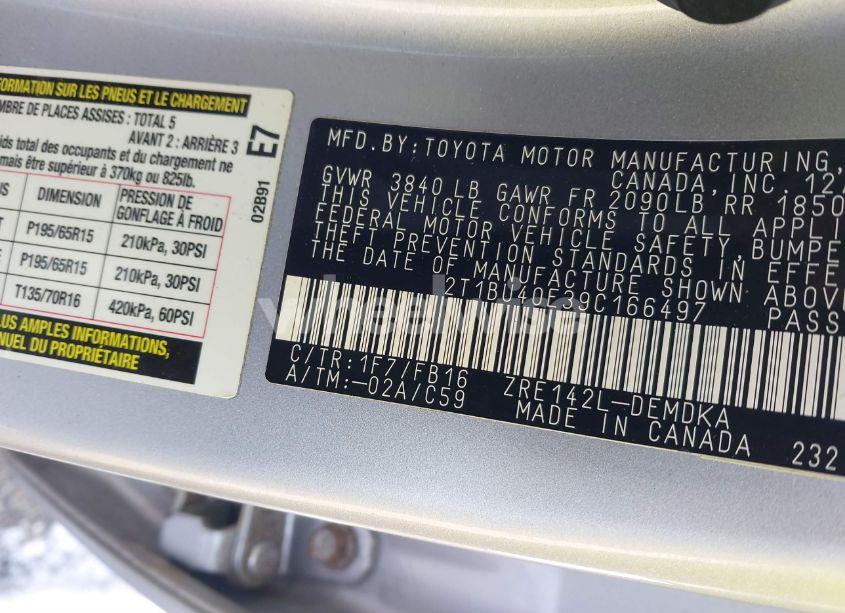 FORMATION SUR LES PNEUS ET LE CHARGEMENT
MBRE DE PLACES ASSISES : TOTAL 5
AVANT 2 : ARRIÈRE 3
ids total des occupants et du chargement ne
mais être supérieur à 370kg ou 825lb.
US DIMENSION PRESSION DE GONFLAGE À FROID
T P195/65R15 210kPa, 30PSI
E P195/65R15 210kPa, 30PSI
T135/70R16 420kPa, 60PSI
LUS AMPLES INFORMATIONS,
NUEL DU PROPRIÉTAIRE
E7
02B91
MFD.BY:TOYOTA MOTOR MANUFACTURING,
CANADA, INC. 12/
GVWR 3840 LB GAWR FR 2090LB, RR 1850
THIS VEHICLE CONFORMS TO ALL APPLI
FEDERAL MOTOR VEHICLE SAFETY, BUMPE
THEFT PREVENTION STANDARDS IN EFFE
THE DATE OF MANUFACTURE SHOWN ABOV
PASS
C/TR:1F7/FB16 ZRE142L-DEMDKA
A/TM:-02A/C59 MADE IN CANADA 232
wheelwise